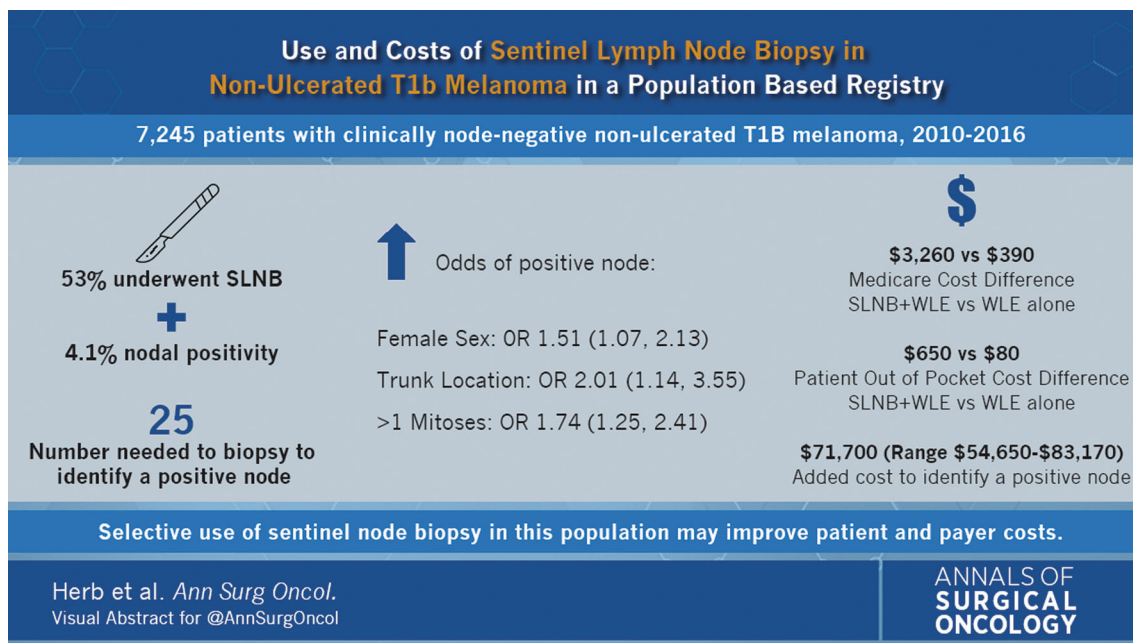 Use and Costs of Sentinel Lymph Node Biopsy in
Non-Ulcerated T1b Melanoma in a Population Based Registry
7,245 patients with clinically node-negative non-ulcerated T1B melanoma, 2010-2016
53% underwent SLNB
+
4.1% nodal positivity
25
Number needed to biopsy to
identify a positive node
Odds of positive node:
Female Sex: OR 1.51 (1.07, 2.13)
Trunk Location: OR 2.01 (1.14, 3.55)
>1 Mitoses: OR 1.74 (1.25, 2.41)
$
$3,260 vs $390
Medicare Cost Difference
SLNB+WLE vs WLE alone
$650 vs $80
Patient Out of Pocket Cost Difference
SLNB+WLE vs WLE alone
$71,700 (Range $54,650-$83,170)
Added cost to identify a positive node
Selective use of sentinel node biopsy in this population may improve patient and payer costs.
Herb et al. Ann Surg Oncol.
Visual Abstract for @AnnSurgOncol
ANNALS OF
SURGICAL
ONCOLOGY